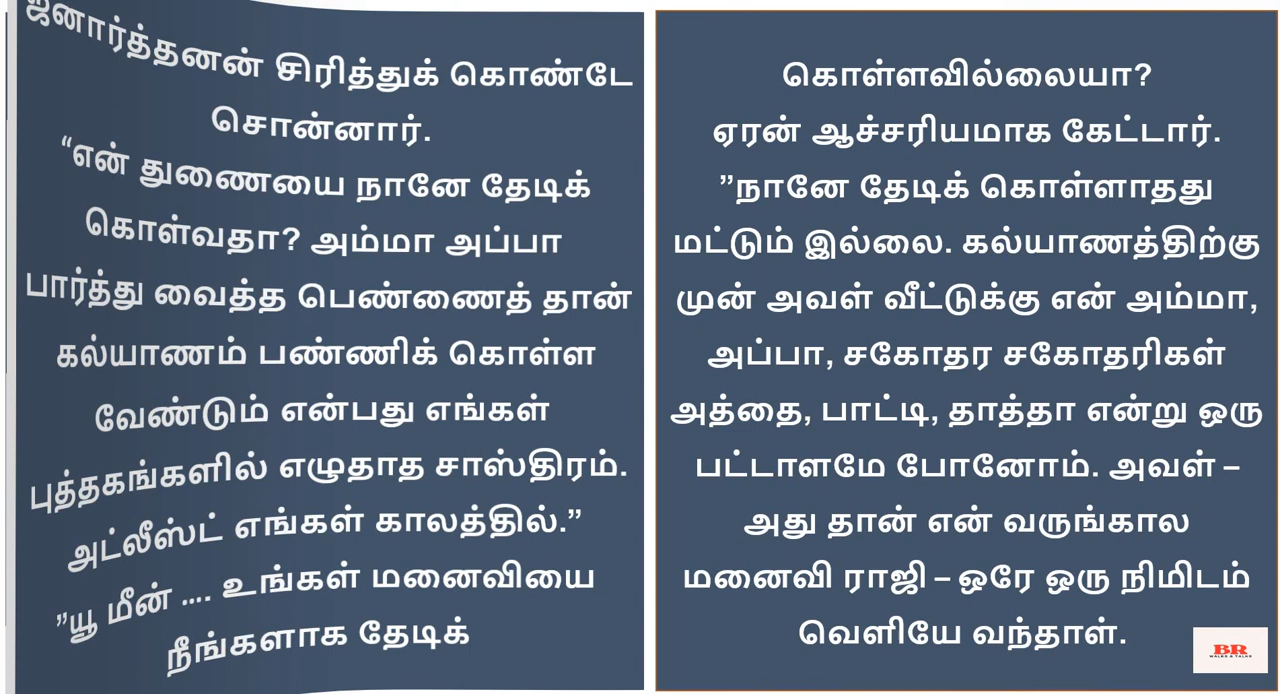 ஜனார்த்தனன் சிரித்துக் கொண்டே
சொன்னார்.
“என் துணையை நானே தேடிக்
கொள்வதா? அம்மா அப்பா
பார்த்து வைத்த பெண்ணைத் தான்
கல்யாணம் பண்ணிக் கொள்ள
வேண்டும் என்பது எங்கள்
புத்தகங்களில் எழுதாத சாஸ்திரம்.
அட்லீஸ்ட் எங்கள் காலத்தில்.”
”யூ மீன் .... உங்கள் மனைவியை
நீங்களாக தேடிக்
கொள்ளவில்லையா?
ஏரன் ஆச்சரியமாக கேட்டார்.
”நானே தேடிக் கொள்ளாதது
மட்டும் இல்லை. கல்யாணத்திற்கு
முன் அவள் வீட்டுக்கு என் அம்மா,
அப்பா, சகோதர சகோதரிகள்
அத்தை, பாட்டி, தாத்தா என்று ஒரு
பட்டாளமே போனோம். அவள் –
அது தான் என் வருங்கால
மனைவி ராஜி – ஒரே ஒரு நிமிடம்
வெளியே வந்தாள்.
BR
WALKS & TALKS